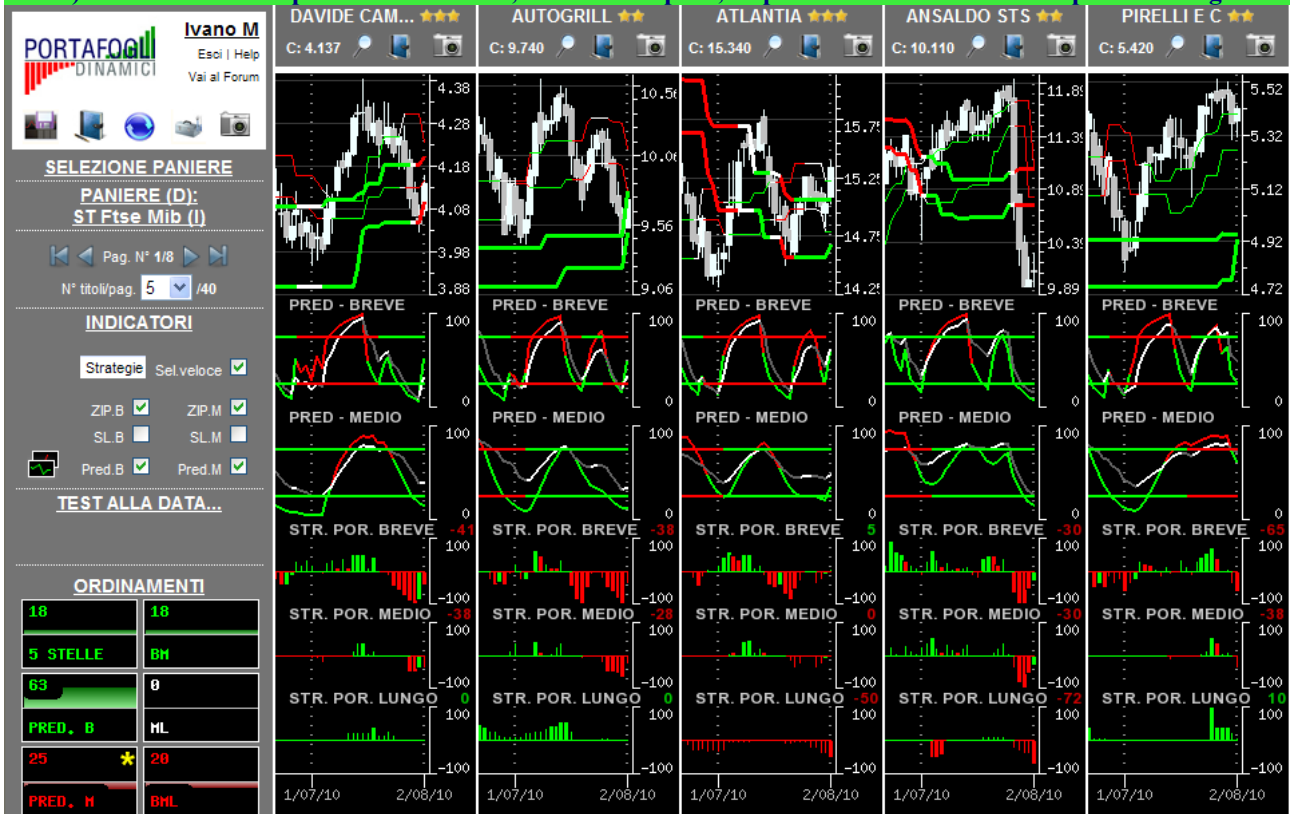 DAVIDE CAM...
AUTOGRILL
ATLANTIA
ANSALDO STS
PIRELLI E C
C: 4.137
C: 9.740
C: 15.340
C: 10.110
C: 5.420
PORTAFOGLI
DINAMICI
Ivano M
Esci | Help
Vai al Forum
SELEZIONE PANIERE
PANIERE (D):
ST Ftse Mib (I)
Pag. N° 1/8
N° titoli/pag. 5 /40
INDICATORI
Strategie Sel.veloce
ZIP.B ZIP.M
SL.B SL.M
Pred.B Pred.M
TEST ALLA DATA...
ORDINAMENTI
18 18
5 STELLE BM
63 0
PRED. B ML
25 * 20
PRED. M BML
4.38
4.28
4.18
4.08
3.98
3.88
PRED - BREVE
100
0
PRED - MEDIO
100
0
STR. POR. BREVE -41
100
-100
STR. POR. MEDIO -38
100
-100
STR. POR. LUNGO 0
100
-100
1/07/10 2/08/10
10.56
10.06
9.56
9.06
PRED - BREVE
100
0
PRED - MEDIO
100
0
STR. POR. BREVE -38
100
-100
STR. POR. MEDIO -28
100
-100
STR. POR. LUNGO 0
100
-100
1/07/10 2/08/10
15.75
15.25
14.75
14.25
PRED - BREVE
100
0
PRED - MEDIO
100
0
STR. POR. BREVE 5
100
-100
STR. POR. MEDIO 0
100
-100
STR. POR. LUNGO -50
100
-100
1/07/10 2/08/10
11.89
11.39
10.89
10.39
9.89
PRED - BREVE
100
0
PRED - MEDIO
100
0
STR. POR. BREVE -30
100
-100
STR. POR. MEDIO -30
100
-100
STR. POR. LUNGO -72
100
-100
1/07/10 2/08/10
5.52
5.32
5.12
4.92
4.72
PRED - BREVE
100
0
PRED - MEDIO
100
0
STR. POR. BREVE -65
100
-100
STR. POR. MEDIO -38
100
-100
STR. POR. LUNGO 10
100
-100
1/07/10 2/08/10